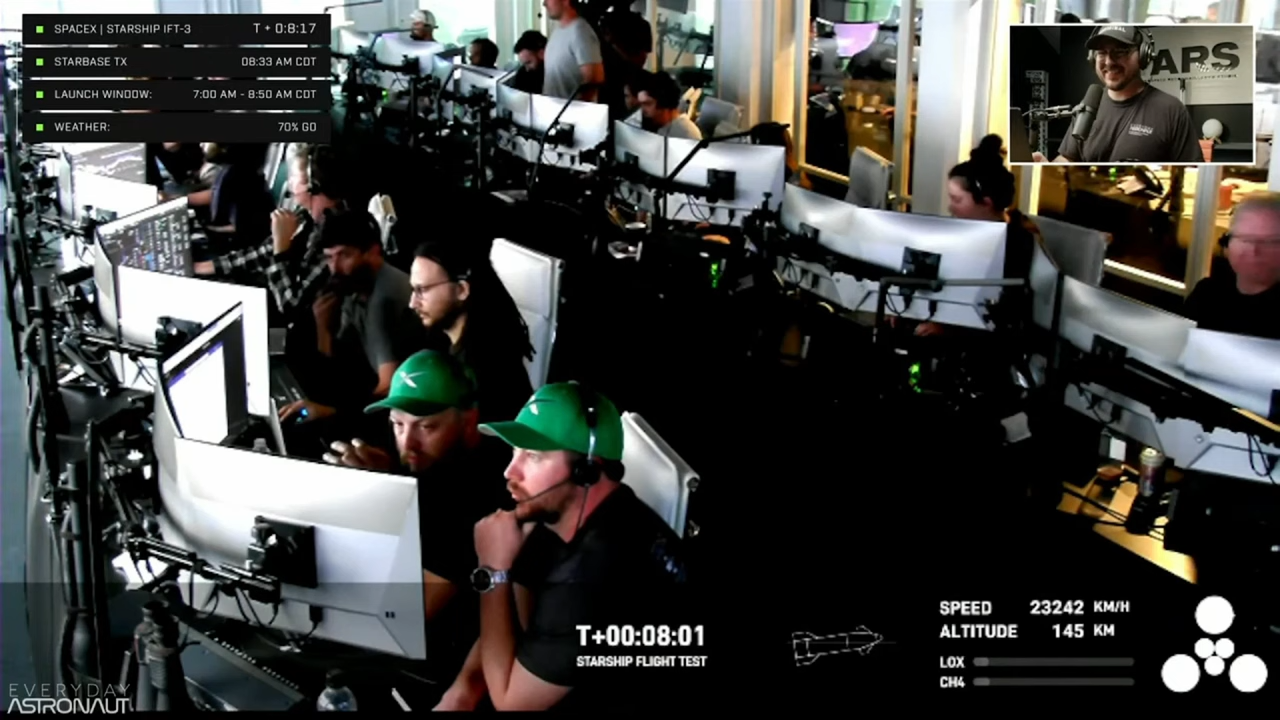 SPACEX | STARSHIP IFT-3 T + 0:8:17
STARBASE TX 08:33 AM CDT
LAUNCH WINDOW: 7:00 AM - 8:50 AM CDT
WEATHER: 70% GO
ARS
T+00:08:01
STARSHIP FLIGHT TEST
SPEED 23242 KM/H
ALTITUDE 145 KM
LOX
CH4
EVERYDAY
ASTRONAUT